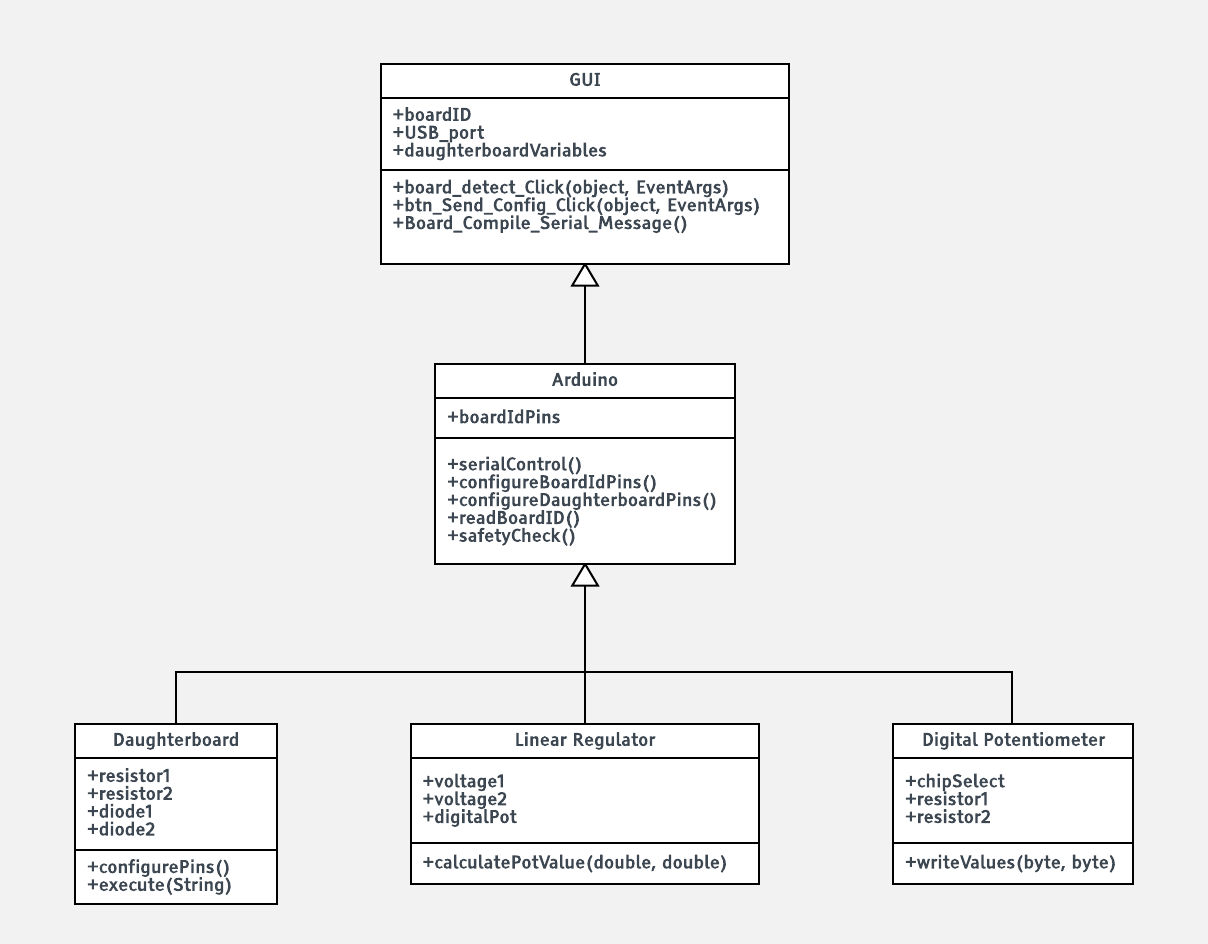 GUI
+boardID
+USB_port
+daughterboardVariables
+board_detect_Click(object, EventArgs)
+btn_Send_Config_Click(object, EventArgs)
+Board_Compile_Serial_Message()
Arduino
+boardIdPins
+serialControl()
+configureBoardIdPins()
+configureDaughterboardPins()
+readBoardID()
+safetyCheck()
Daughterboard
+resistor1
+resistor2
+diode1
+diode2
+configurePins()
+execute(String)
Linear Regulator
+voltage1
+voltage2
+digitalPot
+calculatePotValue(double, double)
Digital Potentiometer
+chipSelect
+resistor1
+resistor2
+writeValues(byte, byte)